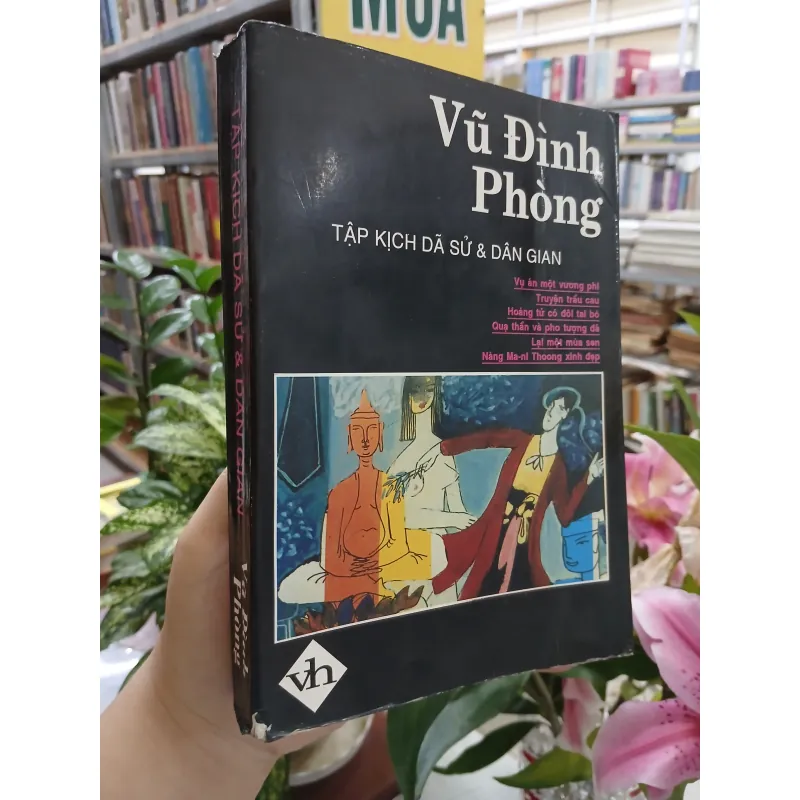 MUA
Vũ Đình
Phòng
TẬP KỊCH DÃ SỬ & DÂN GIAN
Vụ án một vương phi
Truyện trầu cau
Hoàng tử có đôi tai bò
Quạ thần và pho tượng đá
Lại một mùa sen
Nàng Ma-ni Thoong xinh đẹp
vh
TẬP KỊCH DÃ SỬ & DÂN GIAN
Vũ Đình
Phòng